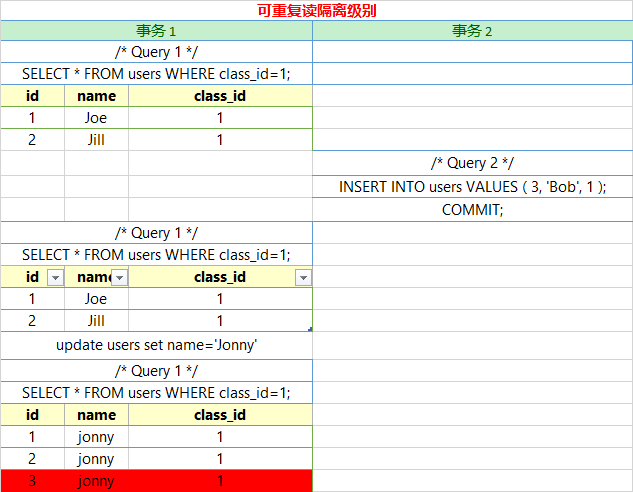 可重复读隔离级别
事务1 事务2
/* Query 1 */
SELECT * FROM users WHERE class_id=1;
id name class_id
1 Joe 1
2 Jill 1
/* Query 2 */
INSERT INTO users VALUES ( 3, 'Bob', 1 );
COMMIT;
/* Query 1 */
SELECT * FROM users WHERE class_id=1;
id name class_id
1 Joe 1
2 Jill 1
update users set name='Jonny'
/* Query 1 */
SELECT * FROM users WHERE class_id=1;
id name class_id
1 jonny 1
2 jonny 1
3 jonny 1